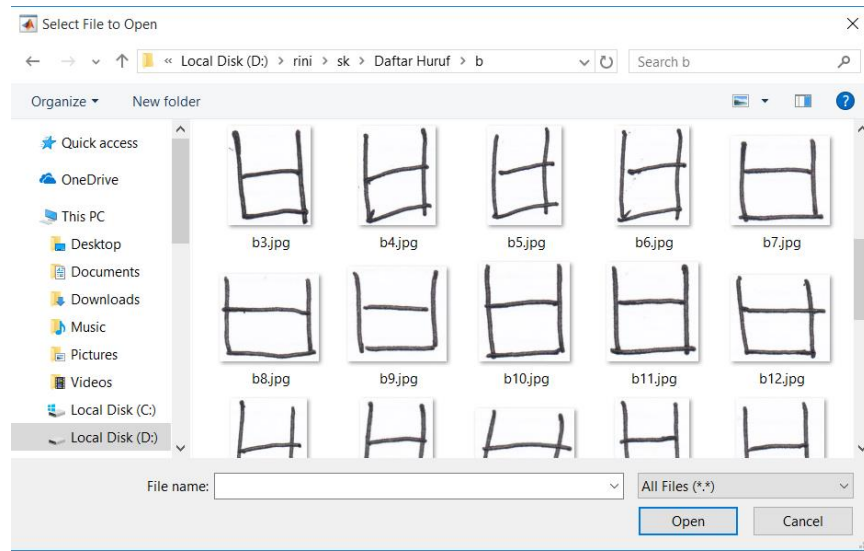 Select File to Open
« Local Disk (D:) > rini > sk > Daftar Huruf > b
Search b
Organize
New folder
Quick access
OneDrive
This PC
Desktop
Documents
Downloads
Music
Pictures
Videos
Local Disk (C:)
Local Disk (D:)
ㅂ ㅂ ㅂ ㅂ ㅂ
b3.jpg b4.jpg b5.jpg b6.jpg b7.jpg
ㅂ ㅂ ㅂ ㅂ ㅂ
b8.jpg b9.jpg b10.jpg b11.jpg b12.jpg
File name:
All Files (*.*)
Open
Cancel